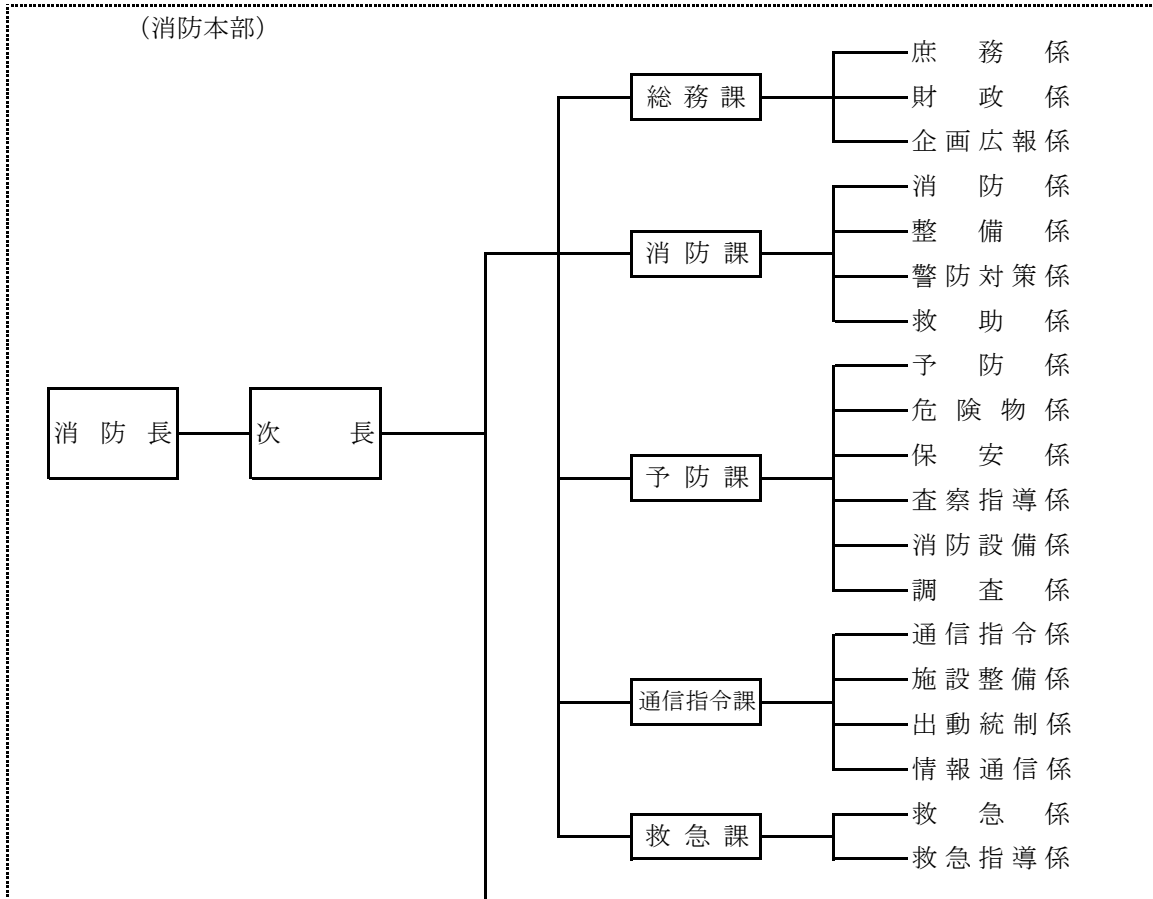 （消防本部）
庶務係
総務課
財政係
企画広報係
消防係
整備係
消防課
警防対策係
救助係
予防係
消防長
次長
危険物係
保安係
予防課
査察指導係
消防設備係
調査係
通信指令係
施設整備係
通信指令課
出動統制係
情報通信係
救急係
救急課
救急指導係